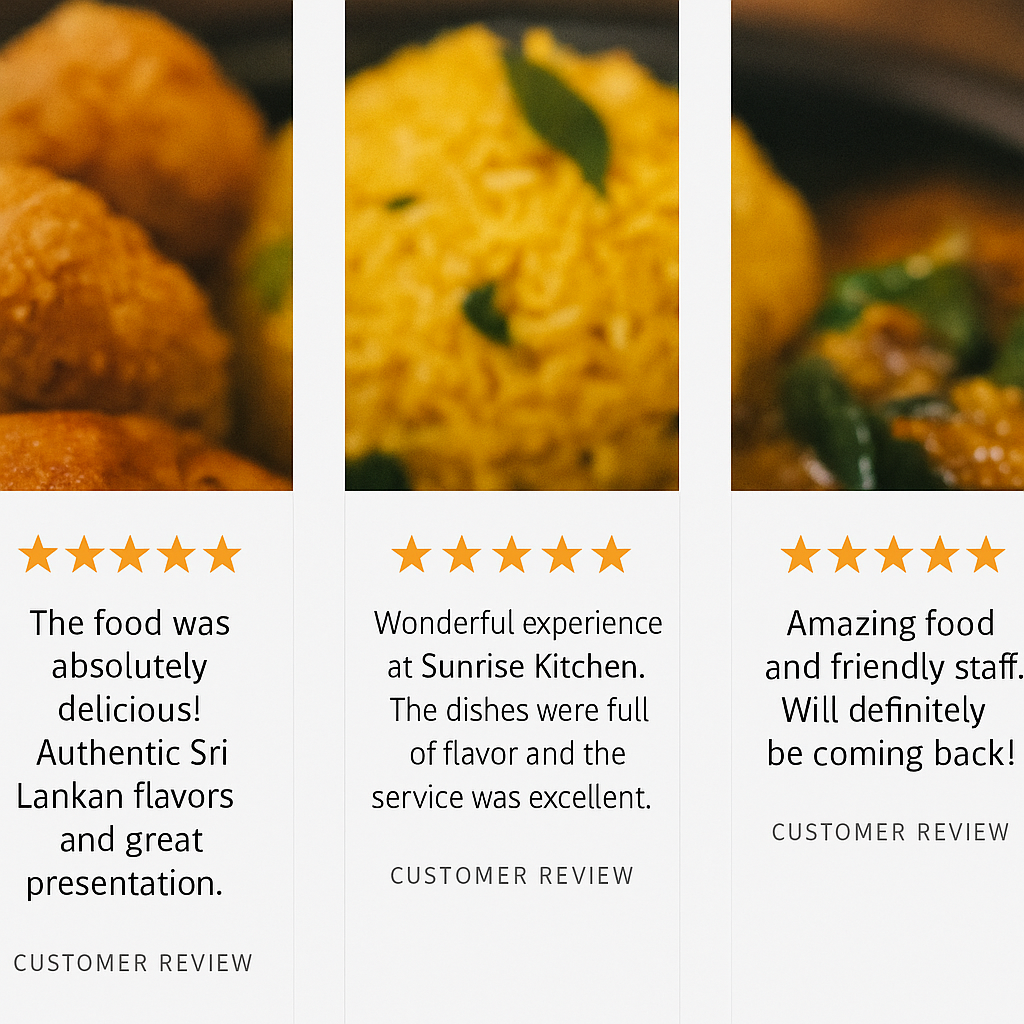 The food was
absolutely
delicious!
Authentic Sri
Lankan flavors
and great
presentation.
CUSTOMER REVIEW
Wonderful experience
at Sunrise Kitchen.
The dishes were full
of flavor and the
service was excellent.
CUSTOMER REVIEW
Amazing food
and friendly staff.
Will definitely
be coming back!
CUSTOMER REVIEW